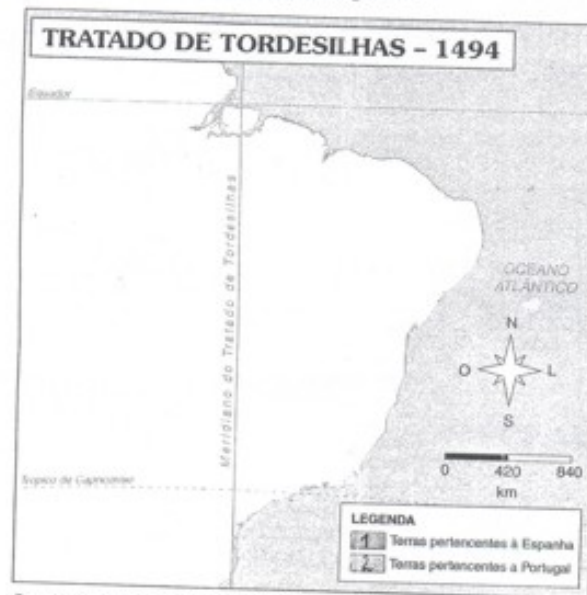 TRATADO DE TORDESILHAS – 1494
Equador
Meridiano do Tratado de Tordesilhas
OCEANO
ATLÂNTICO
N
O
L
S
0 420 840
km
Trópico de Capricórnio
LEGENDA
1 Terras pertencentes à Espanha
2 Terras pertencentes a Portugal